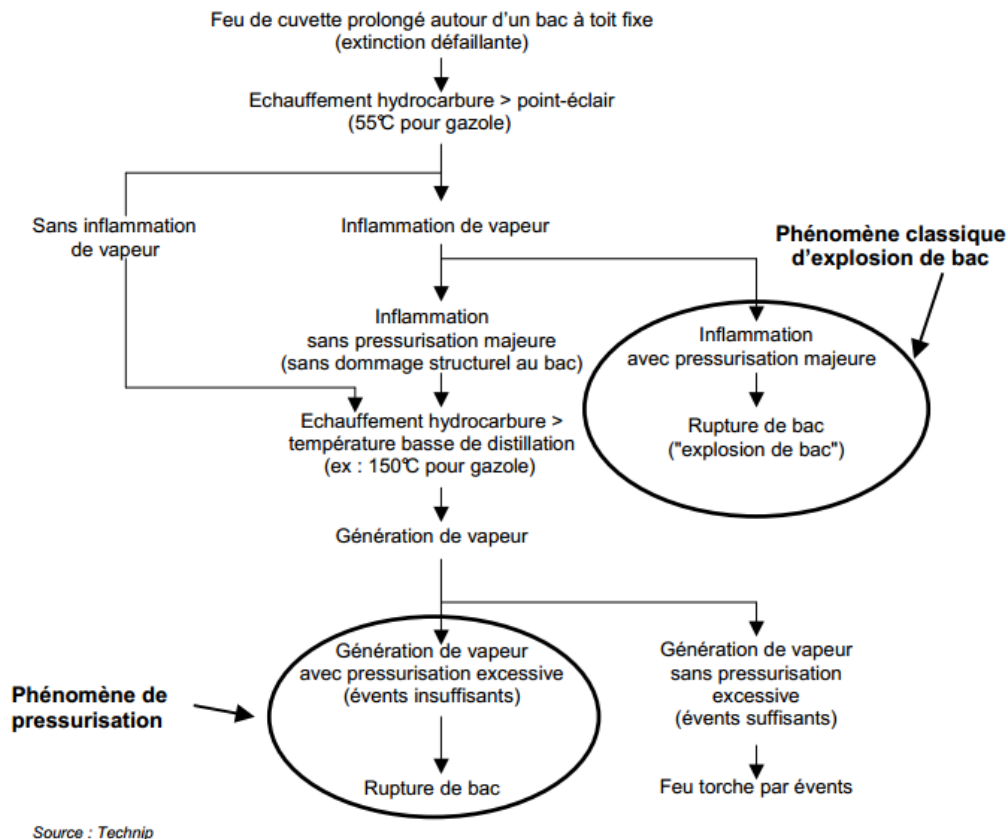 Feu de cuvette prolongé autour d'un bac à toit fixe
(extinction défaillante)
Echauffement hydrocarbure > point-éclair
(55°C pour gazole)
Sans inflammation
de vapeur
Inflammation de vapeur
Phénomène classique
d'explosion de bac
Inflammation
sans pressurisation majeure
(sans dommage structurel au bac)
Inflammation
avec pressurisation majeure
Rupture de bac
("explosion de bac")
Echauffement hydrocarbure >
température basse de distillation
(ex : 150°C pour gazole)
Génération de vapeur
Génération de vapeur
avec pressurisation excessive
(évents insuffisants)
Génération de vapeur
sans pressurisation
excessive
(évents suffisants)
Phénomène de
pressurisation
Rupture de bac
Feu torche par évents
Source : Technip